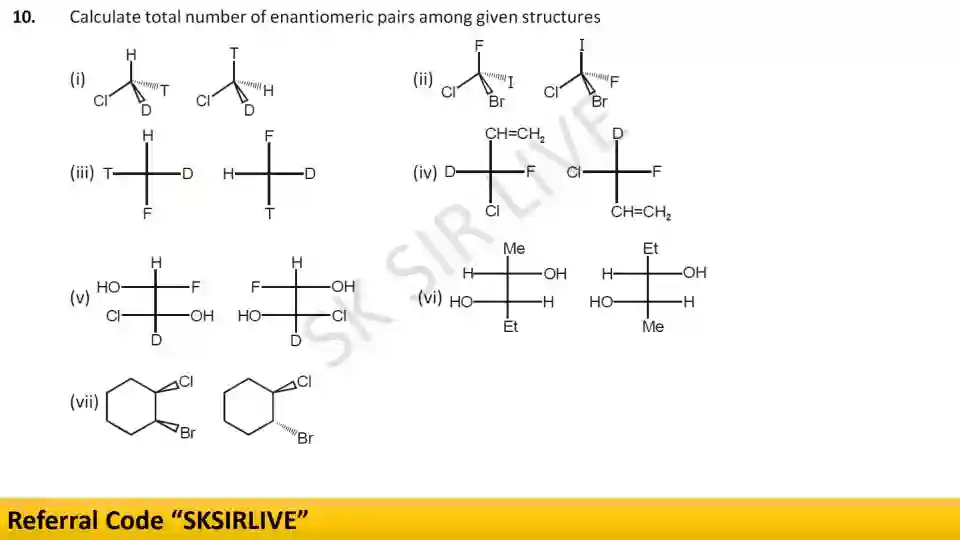 10. Calculate total number of enantiomeric pairs among given structures
(i) H Cl T D T Cl H D
(ii) F Cl I Br I Cl F Br
(iii) H T D F F H D T
(iv) CH=CH₂ D F Cl D Cl F CH=CH₂
(v) H HO F Cl OH D H F OH HO Cl D
(vi) Me H OH HO H Et Et H OH HO H Me
(vii) Cl Br Cl Br
SK SIR LIVE
Referral Code “SKSIRLIVE”